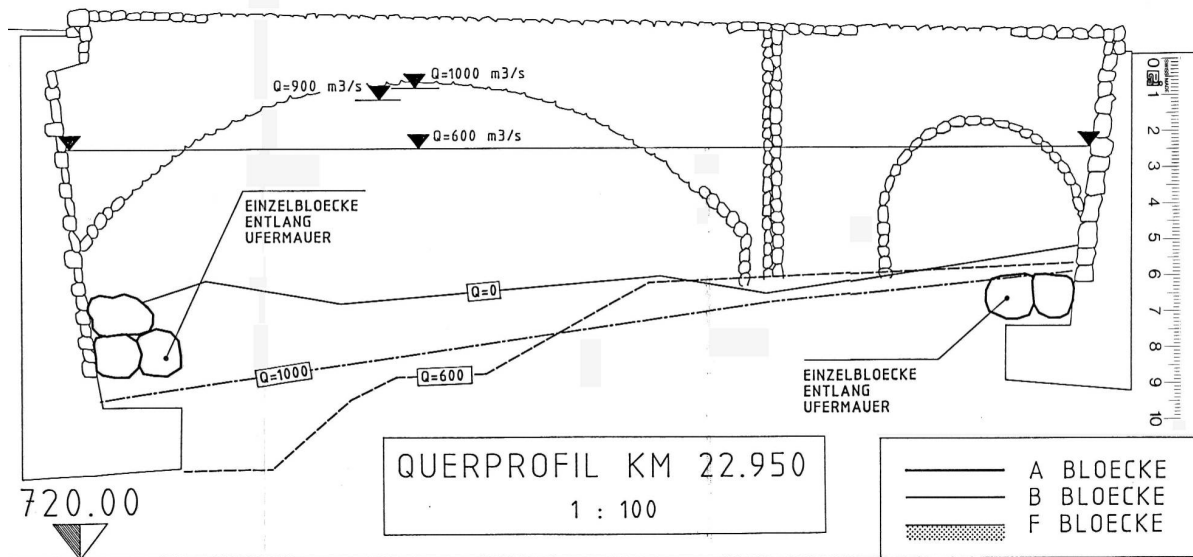 Q=1000 m3/s
Q=900 m3/s
Q=600 m3/s
EINZELBLOECKE
ENTLANG
UFERMAUER
Q=0
Q=1000
Q=600
EINZELBLOECKE
ENTLANG
UFERMAUER
0
1
2
3
4
5
6
7
8
9
10
QUERPROFIL KM 22.950
1 : 100
720.00
A BLOECKE
B BLOECKE
F BLOECKE